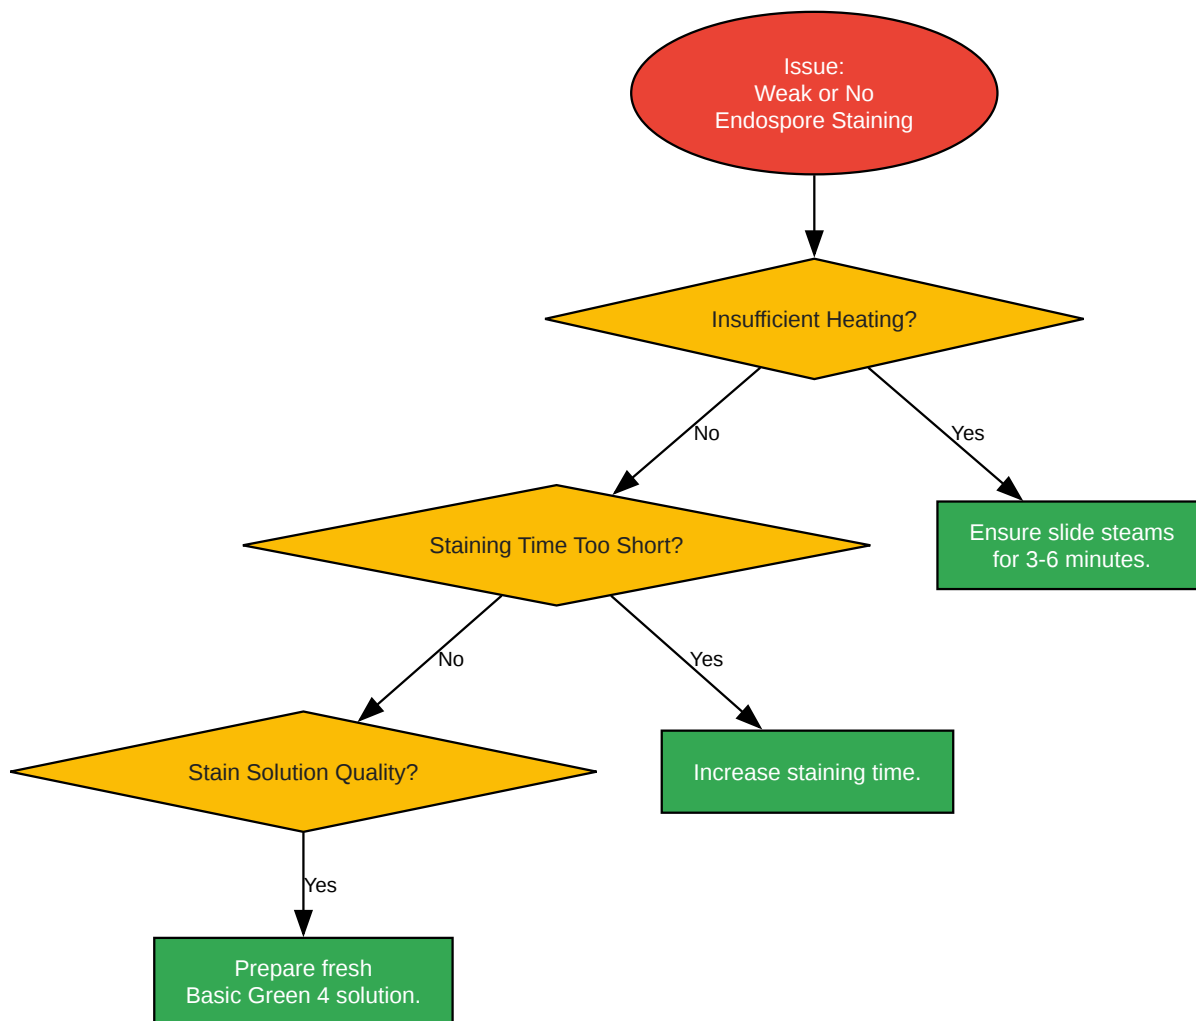 Issue:
Weak or No
Endospore Staining
Insufficient Heating?
No
Yes
Staining Time Too Short?
Ensure slide steams
for 3-6 minutes.
No
Yes
Stain Solution Quality?
Increase staining time.
Yes
Prepare fresh
Basic Green 4 solution.